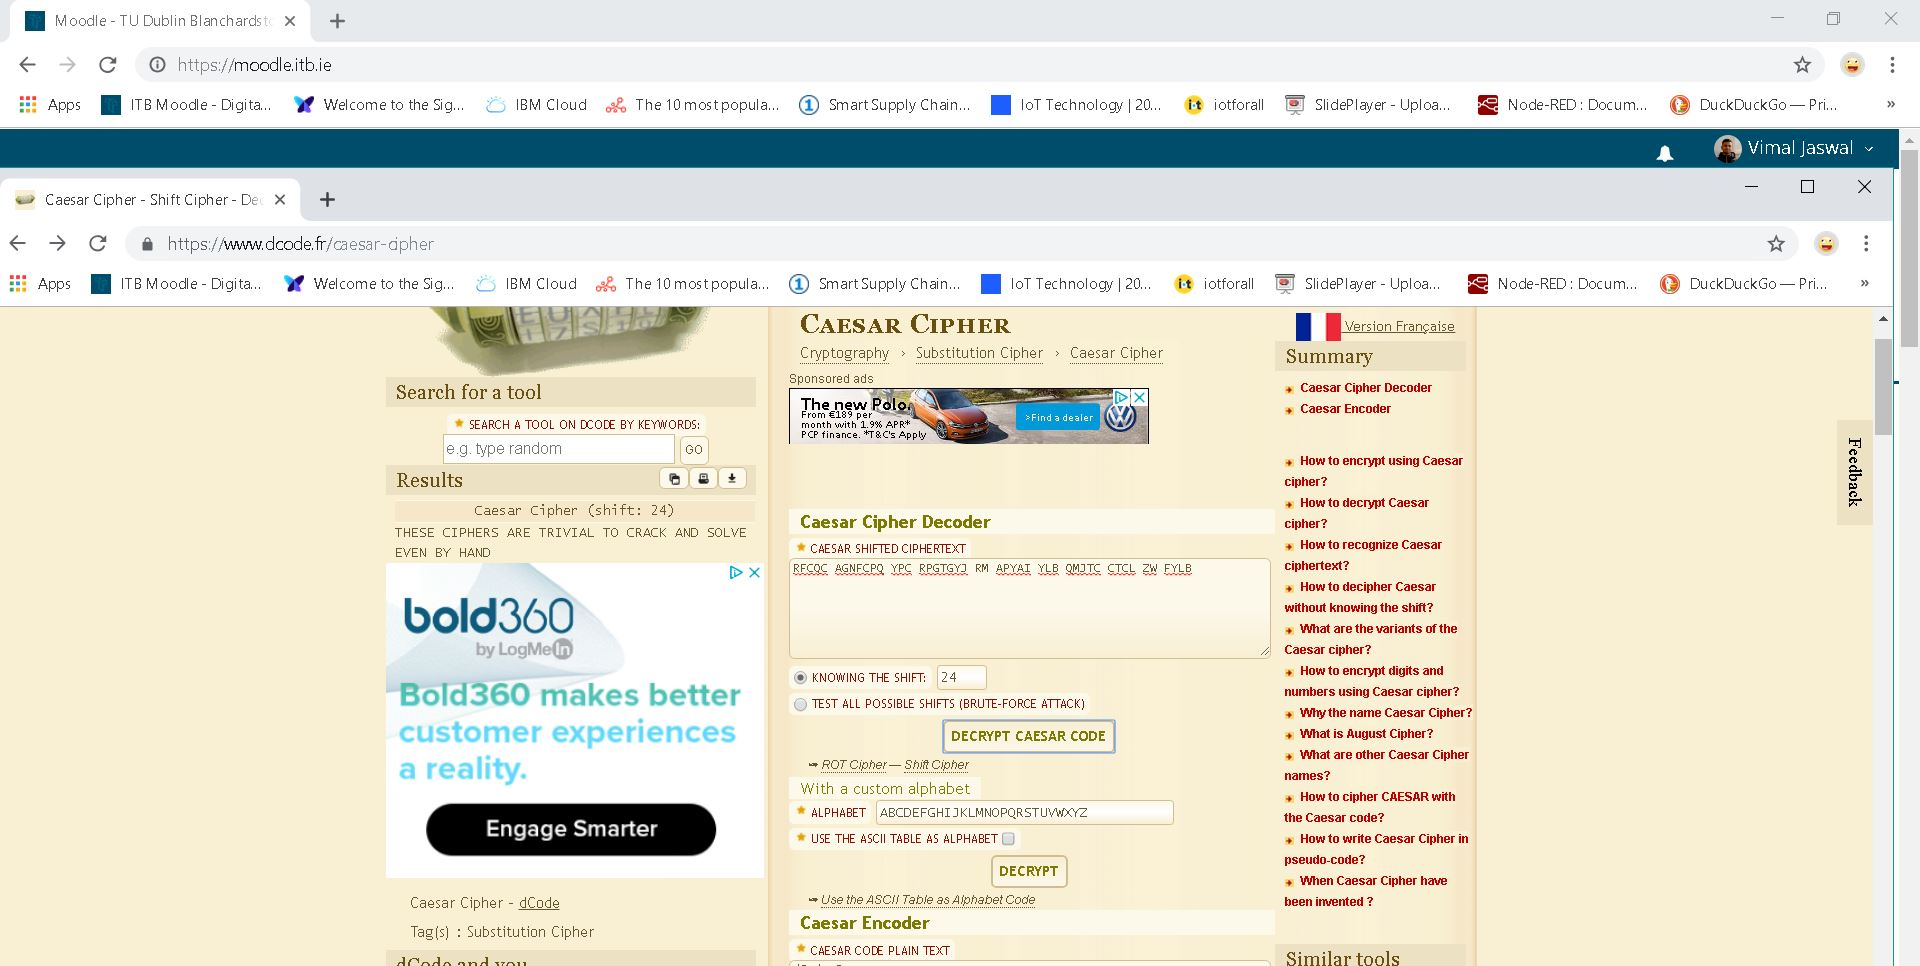 Moodle - TU Dublin Blanchardsto
https://moodle.itb.ie
Apps ITB Moodle - Digita... Welcome to the Sig... IBM Cloud The 10 most popula... Smart Supply Chain... IoT Technology | 20... iotforall SlidePlayer - Uploa... Node-RED : Docum... DuckDuckGo — Pri... »
Vimal Jaswal
Caesar Cipher - Shift Cipher - Dec
https://www.dcode.fr/caesar-cipher
Apps ITB Moodle - Digita... Welcome to the Sig... IBM Cloud The 10 most popula... Smart Supply Chain... IoT Technology | 20... iotforall SlidePlayer - Uploa... Node-RED : Docum... DuckDuckGo — Pri... »
Search for a tool
SEARCH A TOOL ON DCODE BY KEYWORDS:
e.g. type random GO
Results
Caesar Cipher (shift: 24)
THESE CIPHERS ARE TRIVIAL TO CRACK AND SOLVE
EVEN BY HAND
bold360
by LogMeIn
Bold360 makes better
customer experiences
a reality.
Engage Smarter
Caesar Cipher - dCode
Tag(s) : Substitution Cipher
dCode and you
CAESAR CIPHER
Cryptography › Substitution Cipher › Caesar Cipher
Sponsored ads
The new Polo.
From €189 per
month with 1.9% APR*
PCP finance. *T&C's Apply
>Find a dealer
Caesar Cipher Decoder
CAESAR SHIFTED CIPHERTEXT
RFCQC AGNFCPQ YPC RPGTGYJ RM APYAI YLB QMJTC CTCL ZW FYLB
KNOWING THE SHIFT: 24
TEST ALL POSSIBLE SHIFTS (BRUTE-FORCE ATTACK)
DECRYPT CAESAR CODE
ROT Cipher — Shift Cipher
With a custom alphabet
ALPHABET ABCDEFGHIJKLMNOPQRSTUVWXYZ
USE THE ASCII TABLE AS ALPHABET
DECRYPT
Use the ASCII Table as Alphabet Code
Caesar Encoder
CAESAR CODE PLAIN TEXT
Version Française
Summary
Caesar Cipher Decoder
Caesar Encoder
How to encrypt using Caesar
cipher?
How to decrypt Caesar
cipher?
How to recognize Caesar
ciphertext?
How to decipher Caesar
without knowing the shift?
What are the variants of the
Caesar cipher?
How to encrypt digits and
numbers using Caesar cipher?
Why the name Caesar Cipher?
What is August Cipher?
What are other Caesar Cipher
names?
How to cipher CAESAR with
the Caesar code?
How to write Caesar Cipher in
pseudo-code?
When Caesar Cipher have
been invented ?
Similar tools
Feedback